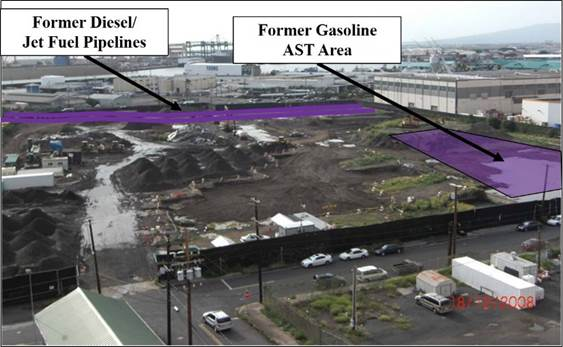 Former Diesel/
Jet Fuel Pipelines
Former Gasoline
AST Area